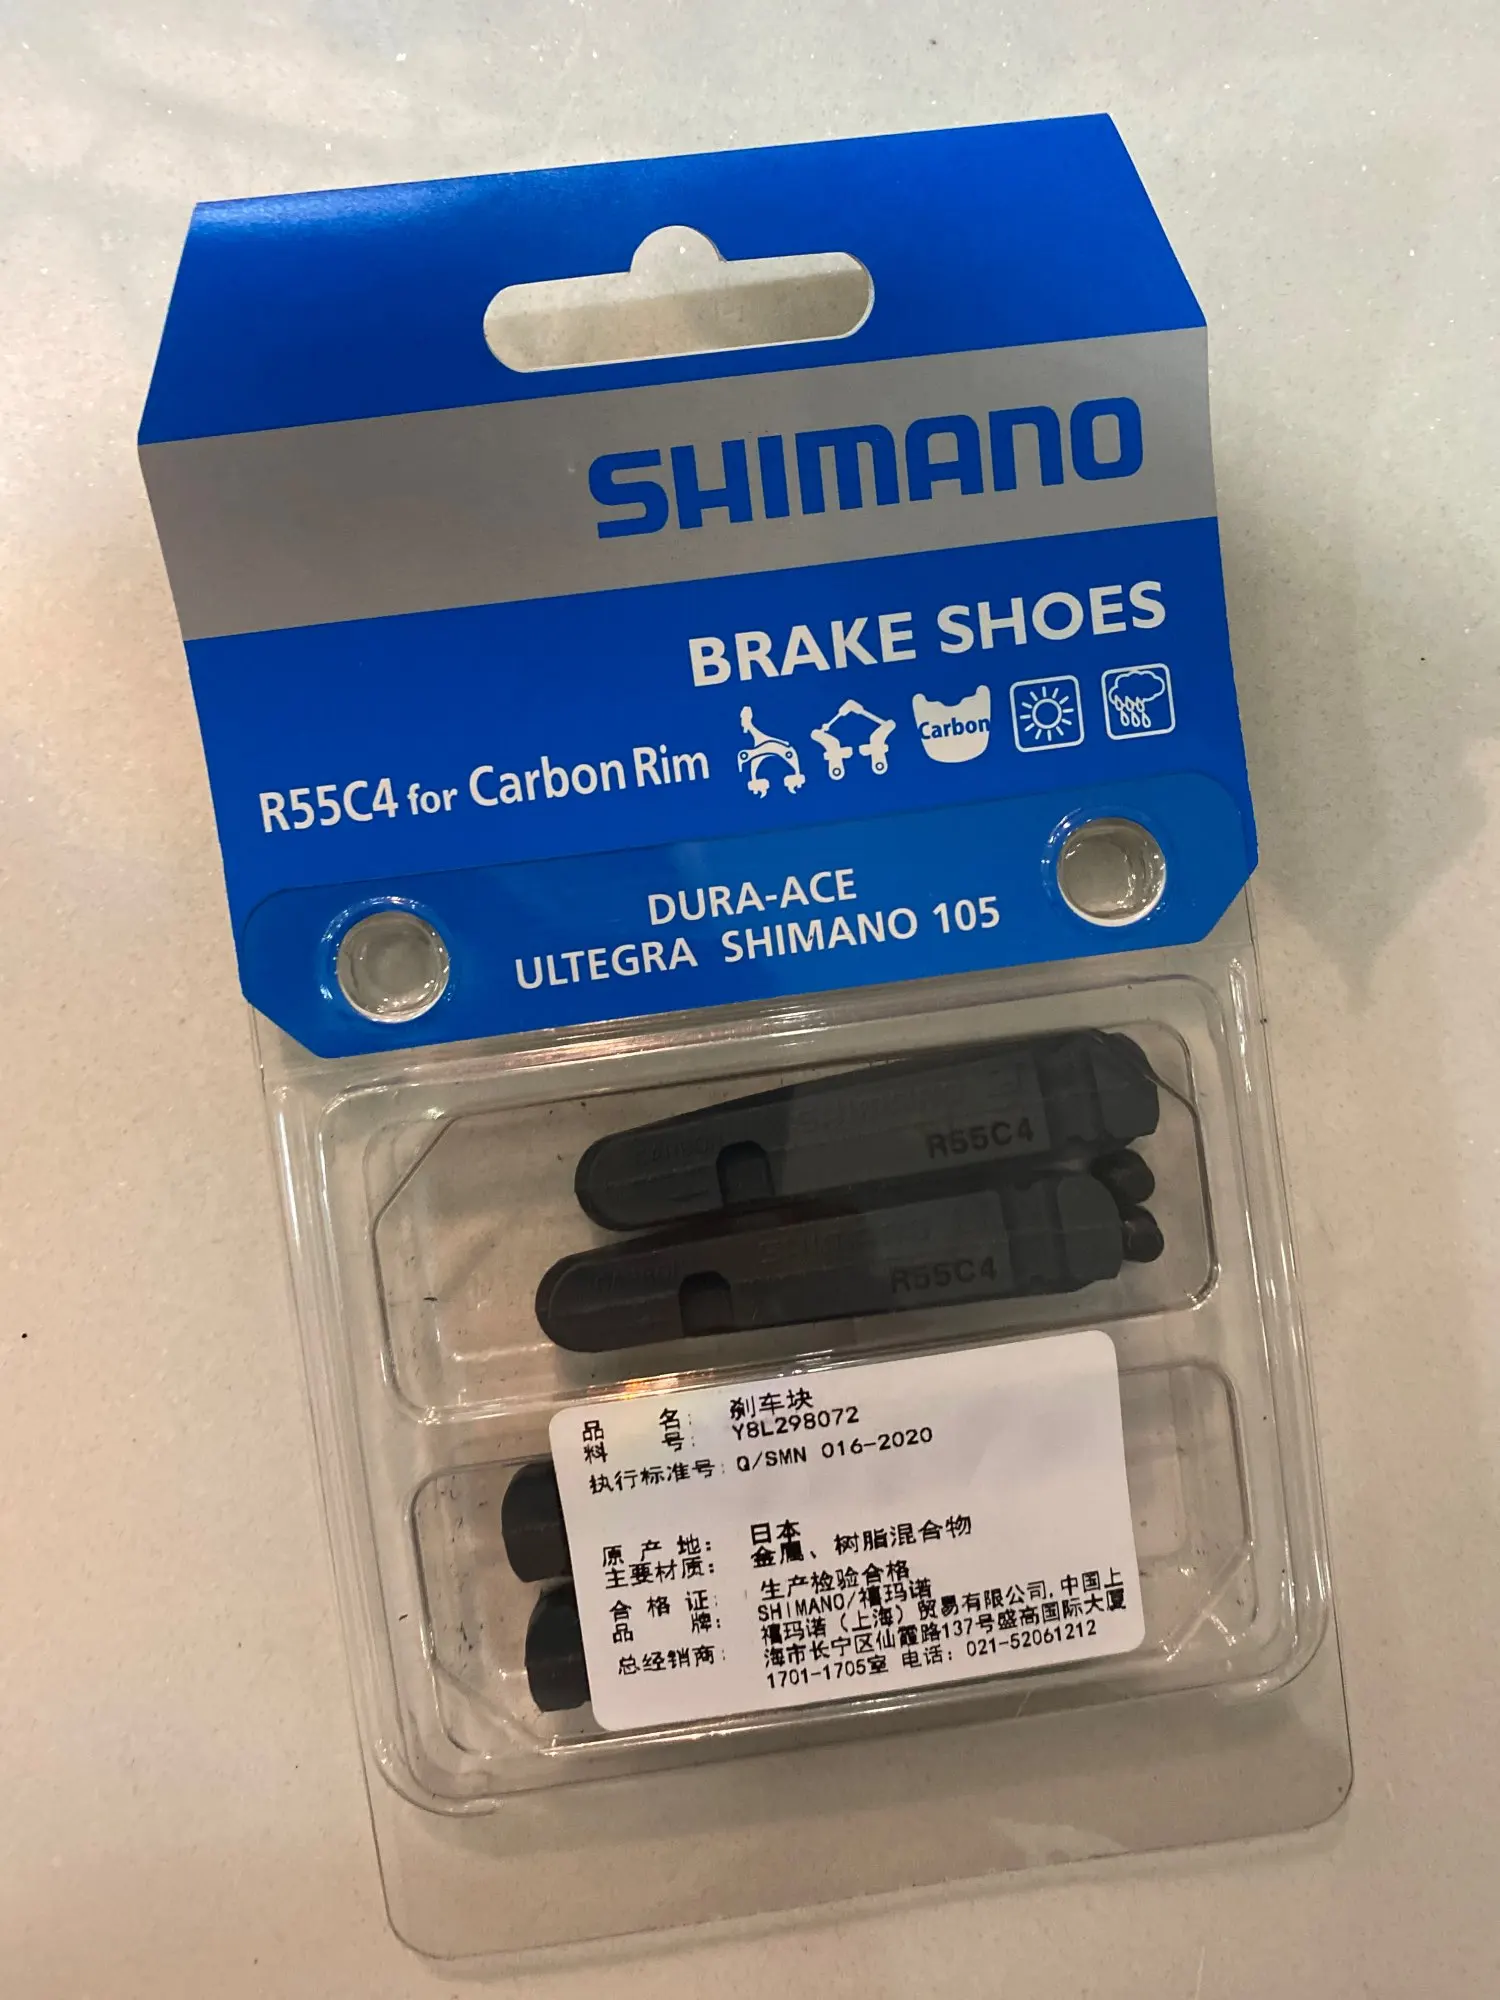 SHIMANO
BRAKE SHOES
R55C4 for Carbon Rim
Carbon
DURA-ACE
ULTEGRA SHIMANO 105
SHIMANO
R55C4
SHIMANO
R55C4
品 名: 刹车块
料 号: Y8L298072
执行标准号: Q/SMN 016-2020
原 产 地: 日本
主要材质: 金属、树脂混合物
合 格 证: 生产检验合格
品 牌: SHIMANO/禧玛诺
总经销商: 禧玛诺（上海）贸易有限公司,中国上
海市长宁区仙霞路137号盛高国际大厦
1701-1705室 电话: 021-52061212